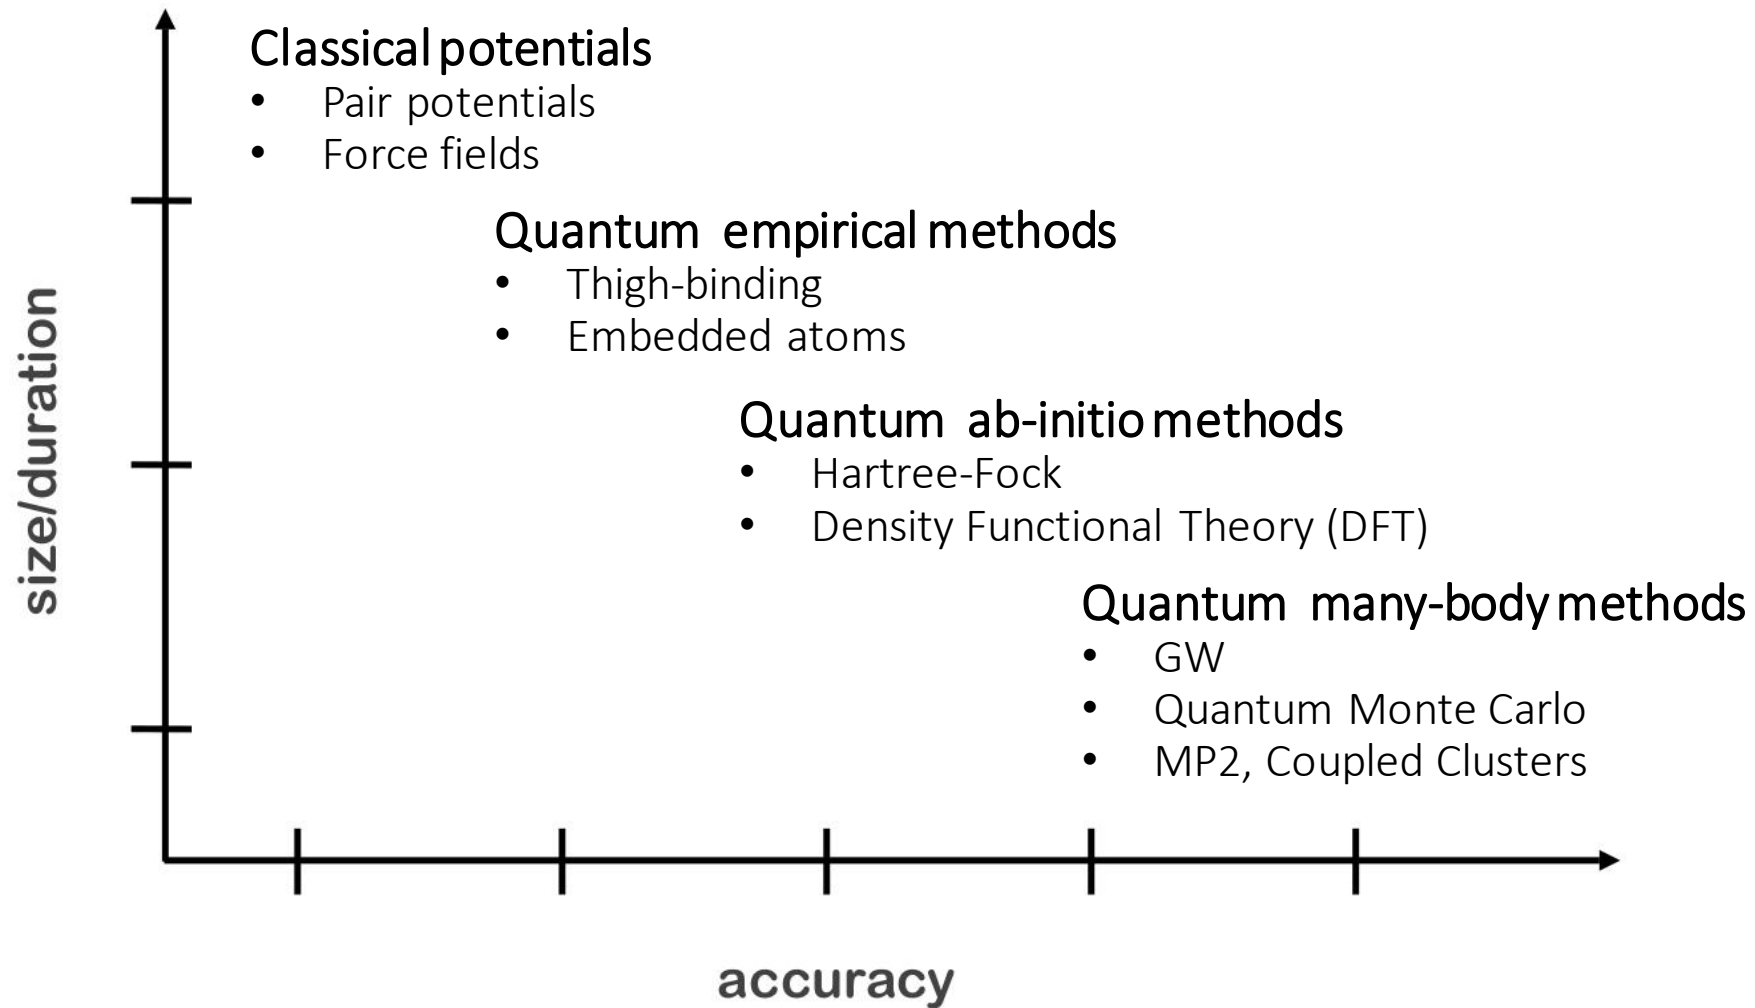 Classical potentials
• Pair potentials
• Force fields
Quantum empirical methods
• Thigh-binding
• Embedded atoms
Quantum ab-initio methods
• Hartree-Fock
• Density Functional Theory (DFT)
Quantum many-body methods
• GW
• Quantum Monte Carlo
• MP2, Coupled Clusters
size/duration
accuracy